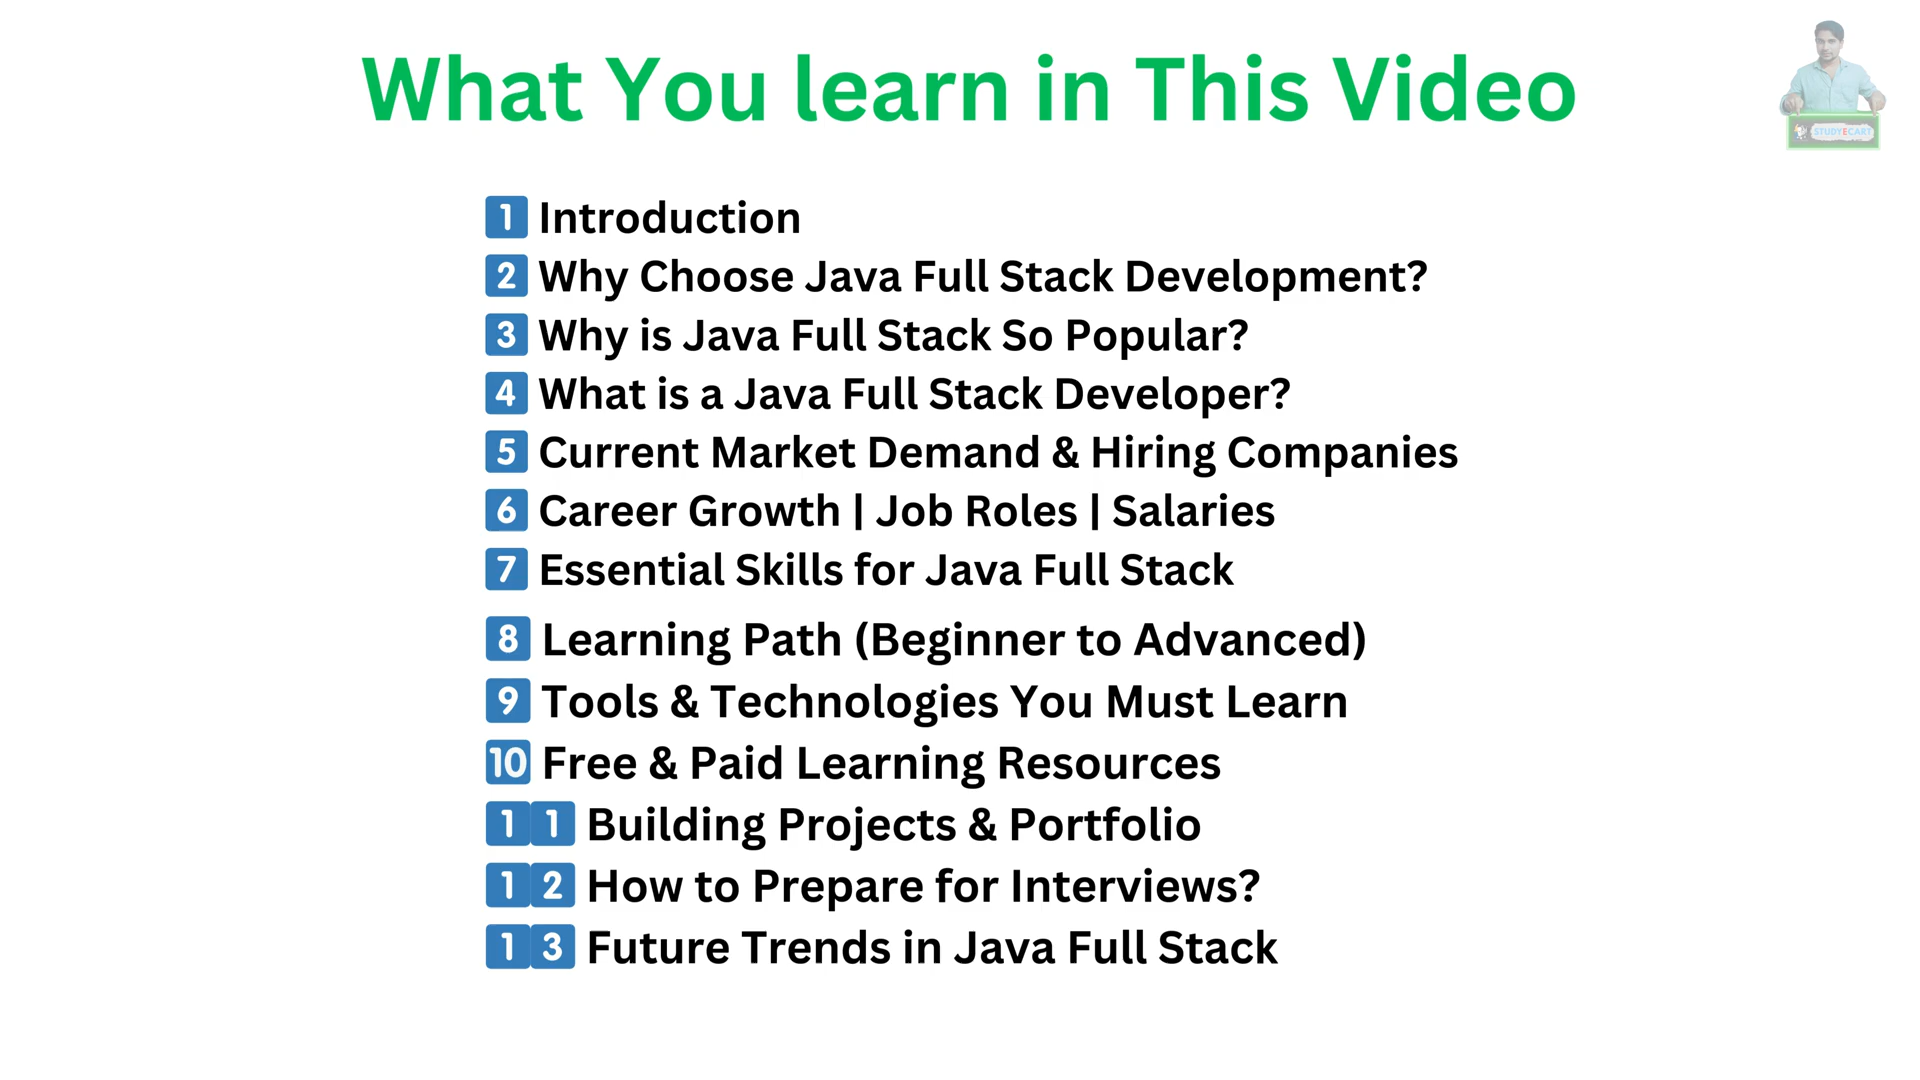 What You learn in This Video
STUDYECART
1 Introduction
2 Why Choose Java Full Stack Development?
3 Why is Java Full Stack So Popular?
4 What is a Java Full Stack Developer?
5 Current Market Demand & Hiring Companies
6 Career Growth | Job Roles | Salaries
7 Essential Skills for Java Full Stack
8 Learning Path (Beginner to Advanced)
9 Tools & Technologies You Must Learn
10 Free & Paid Learning Resources
11 Building Projects & Portfolio
12 How to Prepare for Interviews?
13 Future Trends in Java Full Stack